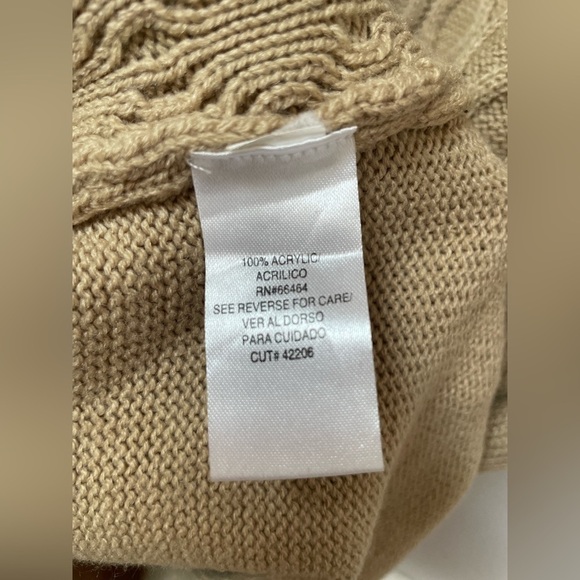 100% ACRYLIC/
ACRILICO
RN#66464
SEE REVERSE FOR CARE/
VER AL DORSO
PARA CUIDADO
CUT# 42206